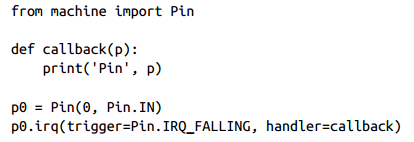 from machine import Pin

def callback(p):
    print('Pin', p)

p0 = Pin(0, Pin.IN)
p0.irq(trigger=Pin.IRQ_FALLING, handler=callback)